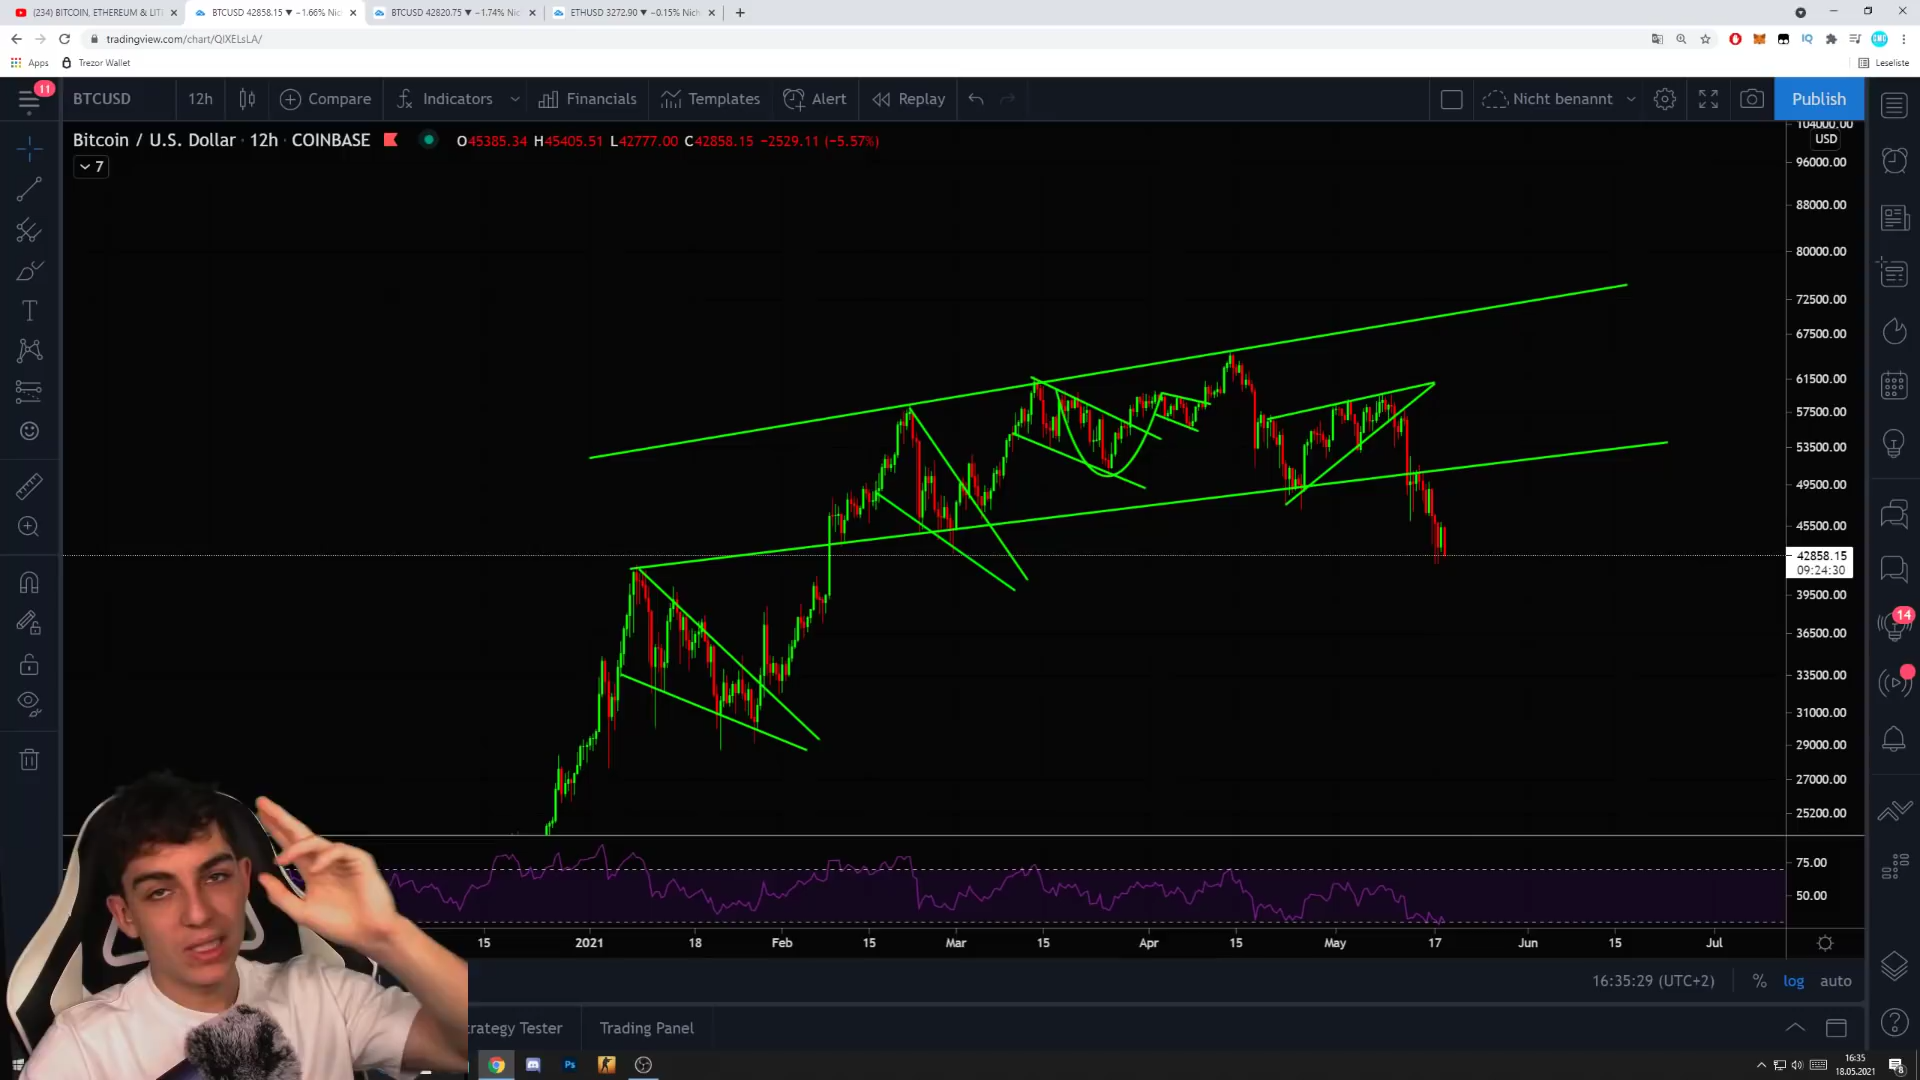 (234) BITCOIN, ETHEREUM & LIT
BTCUSD 42858.15 ▼ −1.66% Nic
BTCUSD 42820.75 ▼ −1.74% Nic
ETHUSD 3272.90 ▼ −0.15% Nich
tradingview.com/chart/QIXELsLA/
Apps
Trezor Wallet
Leseliste
11
BTCUSD
12h
Compare
Indicators
Financials
Templates
Alert
Replay
Nicht benannt
Publish
Bitcoin / U.S. Dollar · 12h · COINBASE
O45385.34 H45405.51 L42777.00 C42858.15 −2529.11 (−5.57%)
7
104000.00
USD
96000.00
88000.00
80000.00
72500.00
67500.00
61500.00
57500.00
53500.00
49500.00
45500.00
42858.15
09:24:30
39500.00
36500.00
33500.00
31000.00
29000.00
27000.00
25200.00
75.00
50.00
14
15
2021
18
Feb
15
Mar
15
Apr
15
May
17
Jun
15
Jul
16:35:29 (UTC+2)
%
log
auto
trategy Tester
Trading Panel
Ps
16:35
18.05.2021